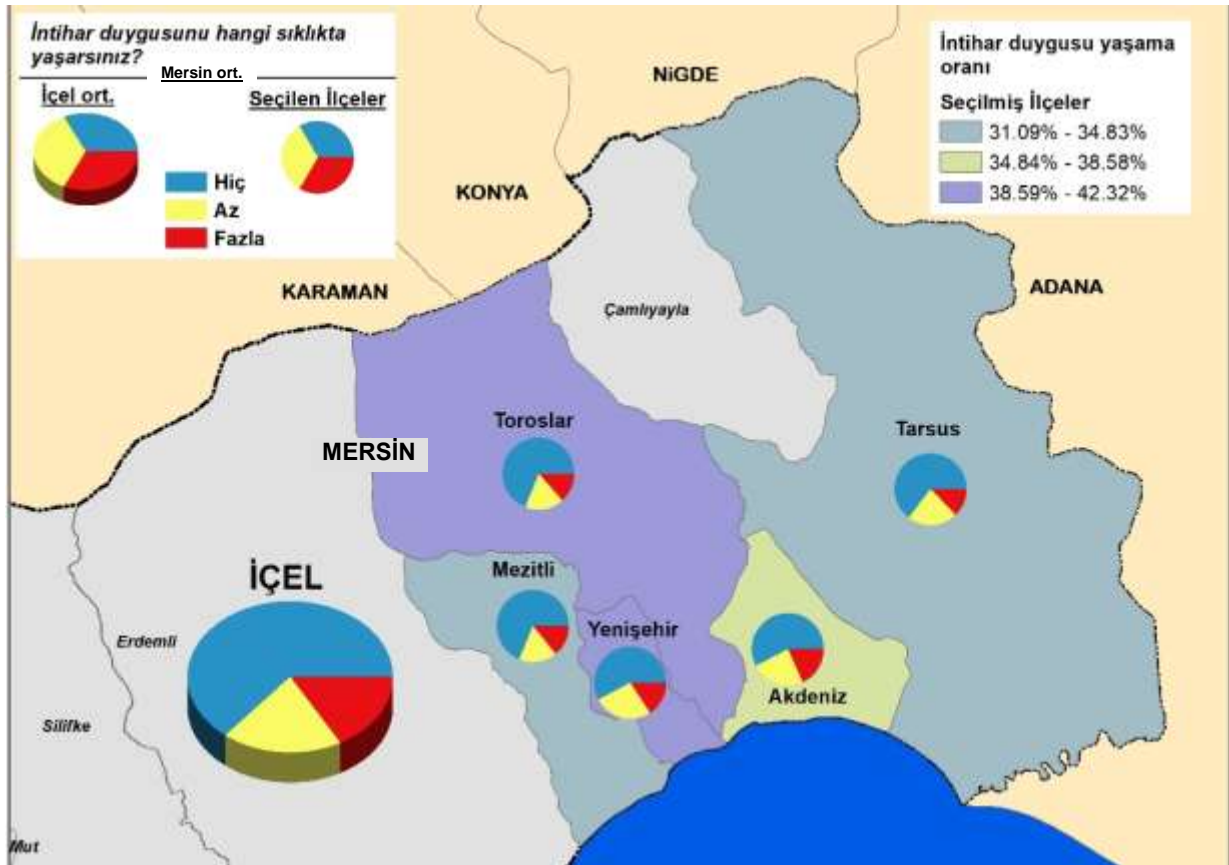 İntihar duygusunu hangi sıklıkta
yaşarsınız?
Mersin ort.
İçel ort.
Seçilen İlçeler
Hiç
Az
Fazla
İntihar duygusu yaşama
oranı
Seçilmiş İlçeler
31.09% - 34.83%
34.84% - 38.58%
38.59% - 42.32%
NiGDE
KONYA
KARAMAN
ADANA
Çamlıyayla
Toroslar
Tarsus
MERSİN
Mezitli
İÇEL
Yenişehir
Erdemli
Akdeniz
Silifke
Mut